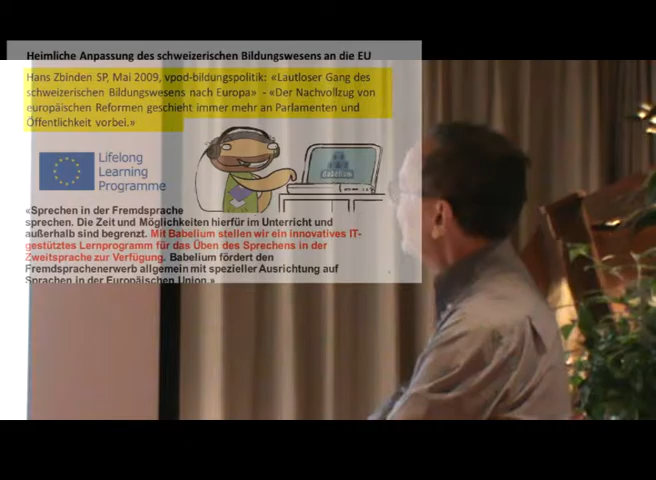 Heimliche Anpassung des schweizerischen Bildungswesens an die EU
Hans Zbinden SP, Mai 2009, vpod-bildungspolitik: «Lautloser Gang des
schweizerischen Bildungswesens nach Europa» - «Der Nachvollzug von
europäischen Reformen geschieht immer mehr an Parlamenten und
Öffentlichkeit vorbei.»
Lifelong
Learning
Programme
babelium
«Sprechen in der Fremdsprache
sprechen. Die Zeit und Möglichkeiten hierfür im Unterricht und
außerhalb sind begrenzt. Mit Babelium stellen wir ein innovatives IT-
gestütztes Lernprogramm für das Üben des Sprechens in der
Zweitsprache zur Verfügung. Babelium fördert den
Fremdsprachenerwerb allgemein mit spezieller Ausrichtung auf
Sprachen in der Europäischen Union.»